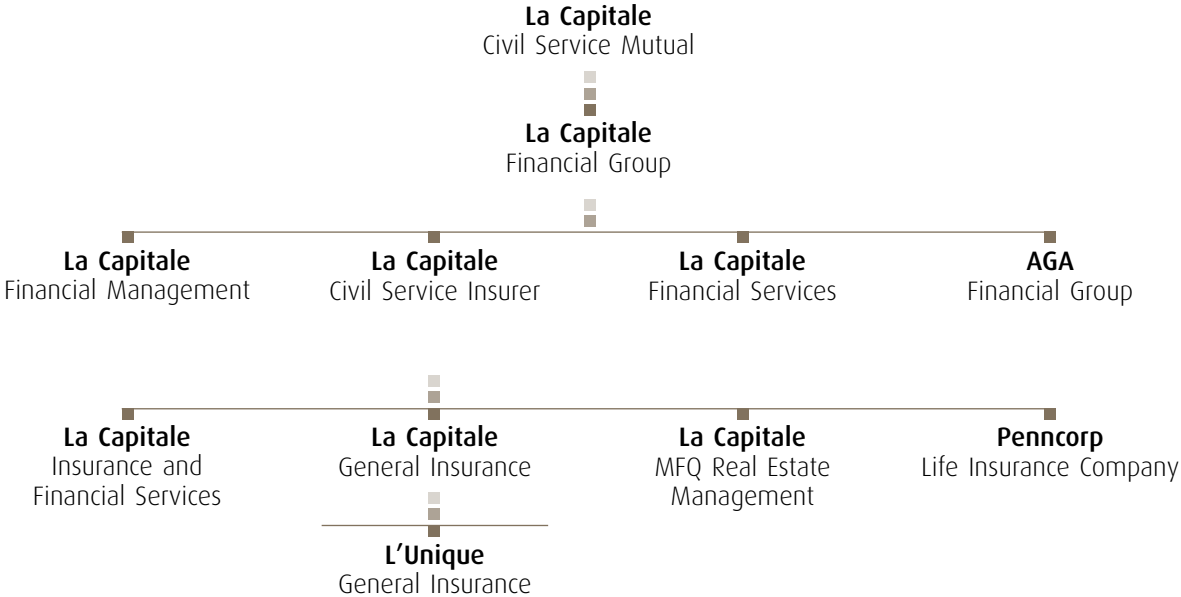 La Capitale
Civil Service Mutual
La Capitale
Financial Group
La Capitale
Financial Management
La Capitale
Civil Service Insurer
La Capitale
Financial Services
AGA
Financial Group
La Capitale
Insurance and
Financial Services
La Capitale
General Insurance
La Capitale
MFQ Real Estate
Management
Penncorp
Life Insurance Company
L’Unique
General Insurance